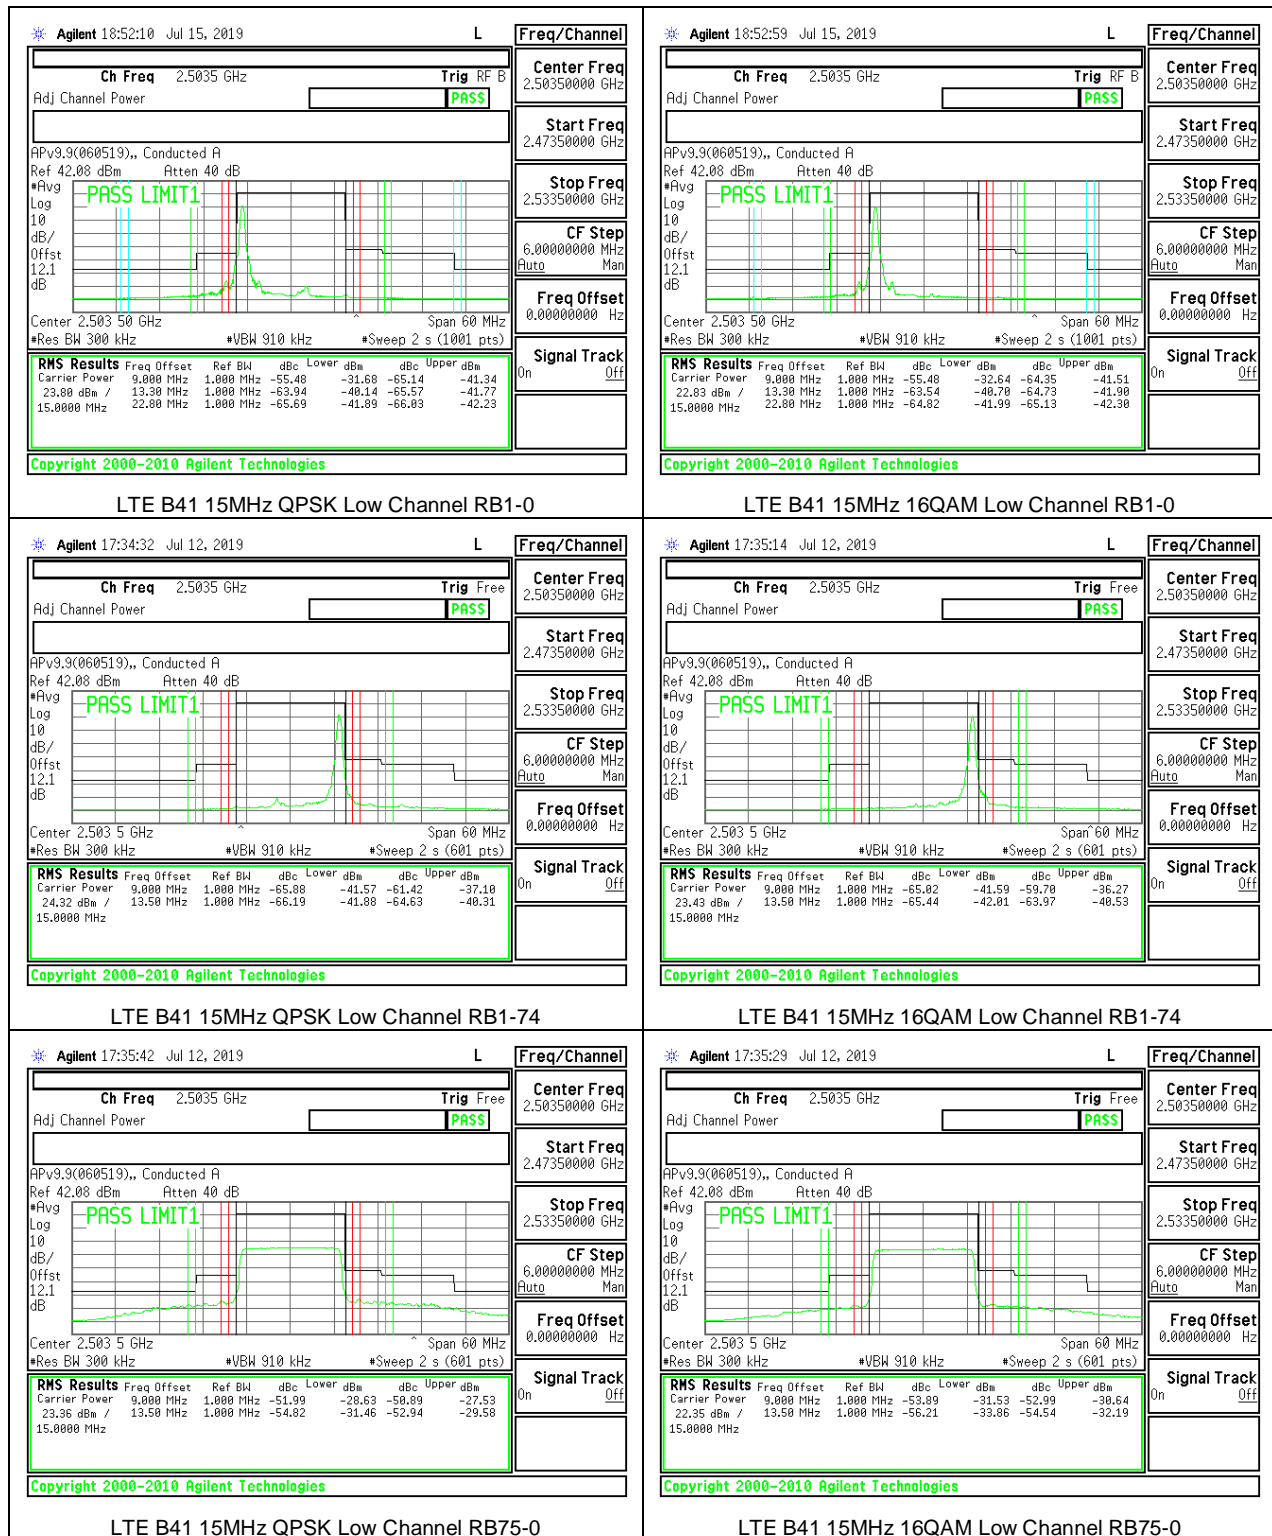 Agilent 18:52:10 Jul 15, 2019 L Freq/Channel
Ch Freq 2.5035 GHz Trig RF B
Adj Channel Power PASS
APv9.9(060519),, Conducted A
Ref 42.08 dBm Atten 40 dB
#Avg
Log
10
dB/
Offst
12.1
dB
PASS LIMIT1
Center 2.503 50 GHz Span 60 MHz
#Res BW 300 kHz #VBW 910 kHz #Sweep 2 s (1001 pts)
RMS Results Freq Offset Ref BW dBc Lower dBm dBc Upper dBm
Carrier Power 9.000 MHz 1.000 MHz -55.48 -31.68 -65.14 -41.34
23.80 dBm / 13.30 MHz 1.000 MHz -63.94 -40.14 -65.57 -41.77
15.0000 MHz 22.80 MHz 1.000 MHz -65.69 -41.89 -66.03 -42.23
Copyright 2000-2010 Agilent Technologies
Center Freq
2.50350000 GHz
Start Freq
2.47350000 GHz
Stop Freq
2.53350000 GHz
CF Step
6.00000000 MHz
Auto Man
Freq Offset
0.00000000 Hz
Signal Track
On Off
LTE B41 15MHz QPSK Low Channel RB1-0
Agilent 18:52:59 Jul 15, 2019 L Freq/Channel
Ch Freq 2.5035 GHz Trig RF B
Adj Channel Power PASS
APv9.9(060519),, Conducted A
Ref 42.08 dBm Atten 40 dB
#Avg
Log
10
dB/
Offst
12.1
dB
PASS LIMIT1
Center 2.503 50 GHz Span 60 MHz
#Res BW 300 kHz #VBW 910 kHz #Sweep 2 s (1001 pts)
RMS Results Freq Offset Ref BW dBc Lower dBm dBc Upper dBm
Carrier Power 9.000 MHz 1.000 MHz -55.48 -32.64 -64.35 -41.51
22.83 dBm / 13.30 MHz 1.000 MHz -63.54 -40.70 -64.73 -41.90
15.0000 MHz 22.80 MHz 1.000 MHz -64.82 -41.99 -65.13 -42.30
Copyright 2000-2010 Agilent Technologies
Center Freq
2.50350000 GHz
Start Freq
2.47350000 GHz
Stop Freq
2.53350000 GHz
CF Step
6.00000000 MHz
Auto Man
Freq Offset
0.00000000 Hz
Signal Track
On Off
LTE B41 15MHz 16QAM Low Channel RB1-0
Agilent 17:34:32 Jul 12, 2019 L Freq/Channel
Ch Freq 2.5035 GHz Trig Free
Adj Channel Power PASS
APv9.9(060519),, Conducted A
Ref 42.08 dBm Atten 40 dB
#Avg
Log
10
dB/
Offst
12.1
dB
PASS LIMIT1
Center 2.503 5 GHz Span 60 MHz
#Res BW 300 kHz #VBW 910 kHz #Sweep 2 s (601 pts)
RMS Results Freq Offset Ref BW dBc Lower dBm dBc Upper dBm
Carrier Power 9.000 MHz 1.000 MHz -65.88 -41.57 -61.42 -37.10
24.32 dBm / 13.50 MHz 1.000 MHz -66.19 -41.88 -64.63 -40.31
15.0000 MHz
Copyright 2000-2010 Agilent Technologies
Center Freq
2.50350000 GHz
Start Freq
2.47350000 GHz
Stop Freq
2.53350000 GHz
CF Step
6.00000000 MHz
Auto Man
Freq Offset
0.00000000 Hz
Signal Track
On Off
LTE B41 15MHz QPSK Low Channel RB1-74
Agilent 17:35:14 Jul 12, 2019 L Freq/Channel
Ch Freq 2.5035 GHz Trig Free
Adj Channel Power PASS
APv9.9(060519),, Conducted A
Ref 42.08 dBm Atten 40 dB
#Avg
Log
10
dB/
Offst
12.1
dB
PASS LIMIT1
Center 2.503 5 GHz Span 60 MHz
#Res BW 300 kHz #VBW 910 kHz #Sweep 2 s (601 pts)
RMS Results Freq Offset Ref BW dBc Lower dBm dBc Upper dBm
Carrier Power 9.000 MHz 1.000 MHz -65.02 -41.59 -59.70 -36.27
23.43 dBm / 13.50 MHz 1.000 MHz -65.44 -42.01 -63.97 -40.53
15.0000 MHz
Copyright 2000-2010 Agilent Technologies
Center Freq
2.50350000 GHz
Start Freq
2.47350000 GHz
Stop Freq
2.53350000 GHz
CF Step
6.00000000 MHz
Auto Man
Freq Offset
0.00000000 Hz
Signal Track
On Off
LTE B41 15MHz 16QAM Low Channel RB1-74
Agilent 17:35:42 Jul 12, 2019 L Freq/Channel
Ch Freq 2.5035 GHz Trig Free
Adj Channel Power PASS
APv9.9(060519),, Conducted A
Ref 42.08 dBm Atten 40 dB
#Avg
Log
10
dB/
Offst
12.1
dB
PASS LIMIT1
Center 2.503 5 GHz Span 60 MHz
#Res BW 300 kHz #VBW 910 kHz #Sweep 2 s (601 pts)
RMS Results Freq Offset Ref BW dBc Lower dBm dBc Upper dBm
Carrier Power 9.000 MHz 1.000 MHz -51.99 -28.63 -50.89 -27.53
23.36 dBm / 13.50 MHz 1.000 MHz -54.82 -31.46 -52.94 -29.58
15.0000 MHz
Copyright 2000-2010 Agilent Technologies
Center Freq
2.50350000 GHz
Start Freq
2.47350000 GHz
Stop Freq
2.53350000 GHz
CF Step
6.00000000 MHz
Auto Man
Freq Offset
0.00000000 Hz
Signal Track
On Off
LTE B41 15MHz QPSK Low Channel RB75-0
Agilent 17:35:29 Jul 12, 2019 L Freq/Channel
Ch Freq 2.5035 GHz Trig Free
Adj Channel Power PASS
APv9.9(060519),, Conducted A
Ref 42.08 dBm Atten 40 dB
#Avg
Log
10
dB/
Offst
12.1
dB
PASS LIMIT1
Center 2.503 5 GHz Span 60 MHz
#Res BW 300 kHz #VBW 910 kHz #Sweep 2 s (601 pts)
RMS Results Freq Offset Ref BW dBc Lower dBm dBc Upper dBm
Carrier Power 9.000 MHz 1.000 MHz -53.89 -31.53 -52.99 -30.64
22.35 dBm / 13.50 MHz 1.000 MHz -56.21 -33.86 -54.54 -32.19
15.0000 MHz
Copyright 2000-2010 Agilent Technologies
Center Freq
2.50350000 GHz
Start Freq
2.47350000 GHz
Stop Freq
2.53350000 GHz
CF Step
6.00000000 MHz
Auto Man
Freq Offset
0.00000000 Hz
Signal Track
On Off
LTE B41 15MHz 16QAM Low Channel RB75-0